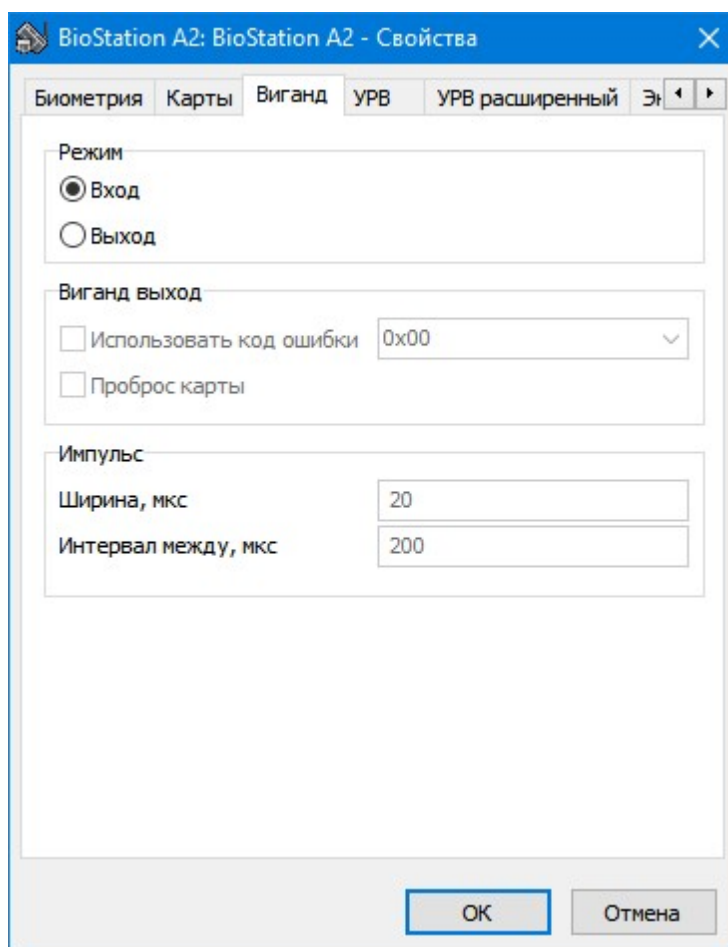 BioStation A2: BioStation A2 - Свойства
Биометрия Карты Виганд УРВ УРВ расширенный
Режим
Вход
Выход
Виганд выход
Использовать код ошибки 0x00
Проброс карты
Импульс
Ширина, мкс 20
Интервал между, мкс 200
ОК Отмена